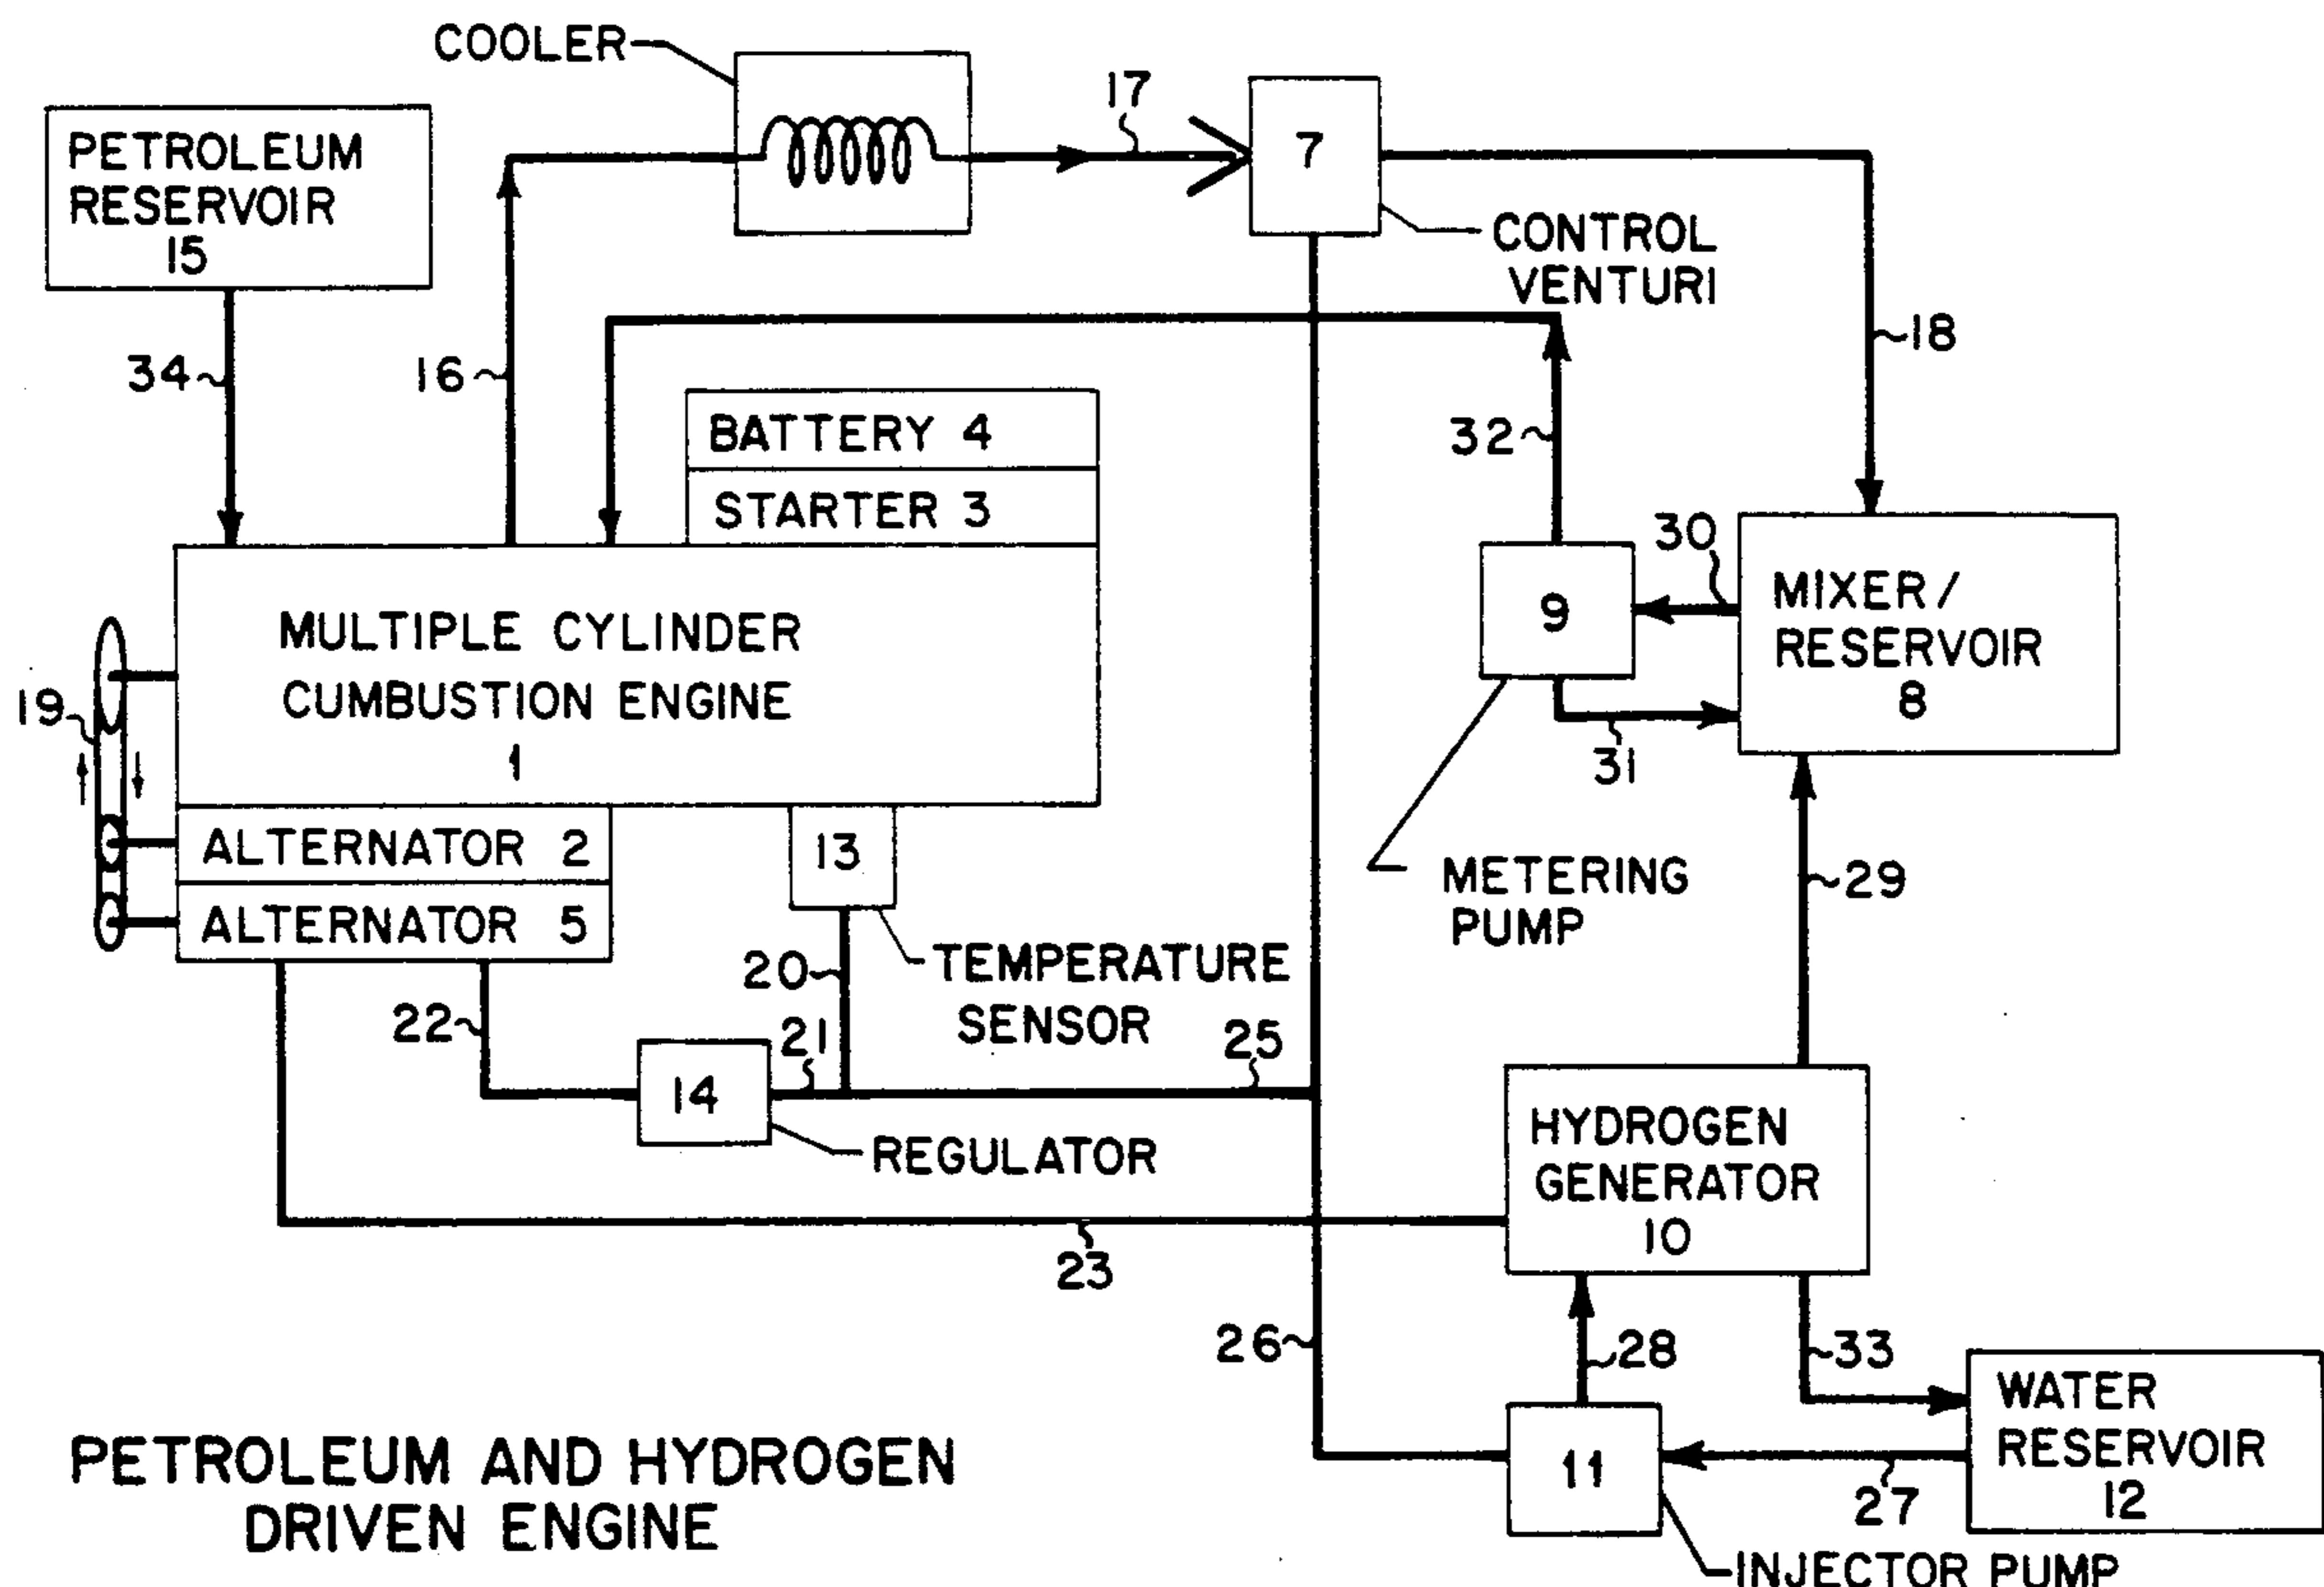 COOLER
17
PETROLEUM
RESERVOIR
15
7
CONTROL
VENTURI
18
34
16
32
BATTERY 4
STARTER 3
30
MULTIPLE CYLINDER
CUMBUSTION ENGINE
1
9
MIXER/
RESERVOIR
8
19
31
ALTERNATOR 2
13
ALTERNATOR 5
METERING
PUMP
29
20
TEMPERATURE
SENSOR
22
21
25
14
REGULATOR
HYDROGEN
GENERATOR
10
23
26
28
33
WATER
RESERVOIR
12
11
27
PETROLEUM AND HYDROGEN
DRIVEN ENGINE
INJECTOR PUMP